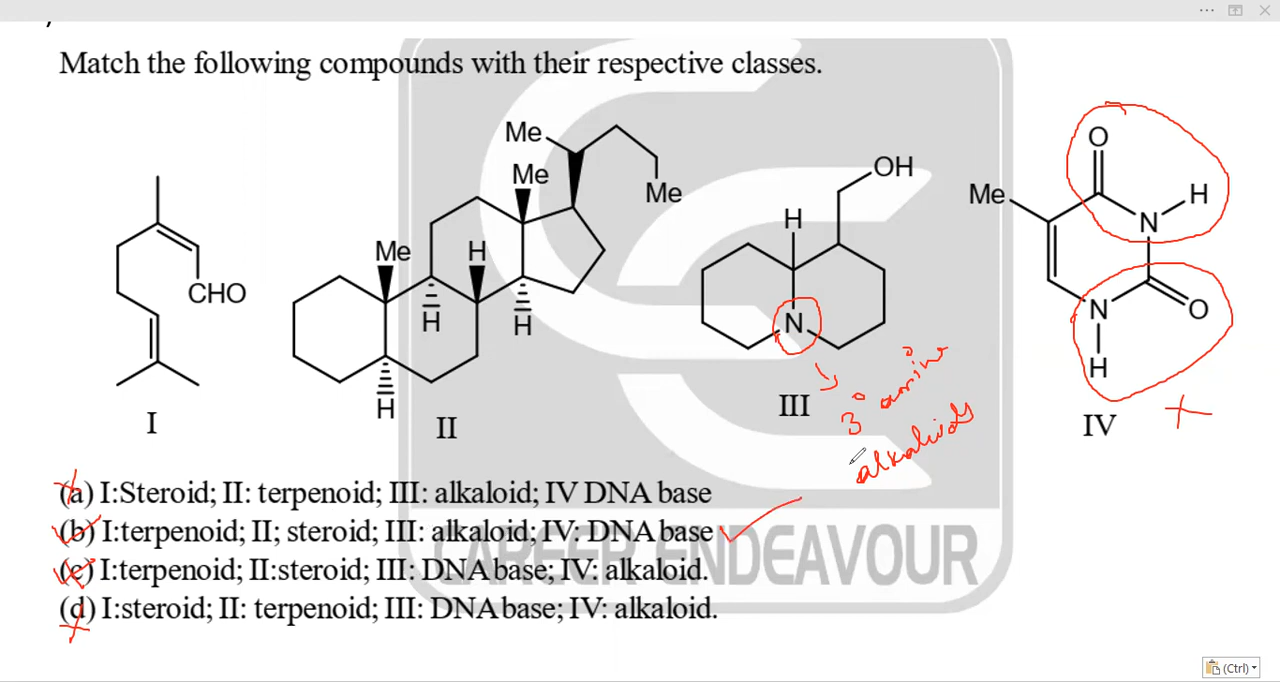 Match the following compounds with their respective classes.
Me
Me
Me
OH
O
H
Me
N
Me
H
H
CHO
H
H
N
N
O
H
H
I
II
III
IV
3° amine
alkaloids
(a) I:Steroid; II: terpenoid; III: alkaloid; IV DNA base
(b) I:terpenoid; II; steroid; III: alkaloid; IV: DNA base
(c) I:terpenoid; II:steroid; III: DNA base; IV: alkaloid.
(d) I:steroid; II: terpenoid; III: DNA base; IV: alkaloid.
CAREER ENDEAVOUR
(Ctrl)